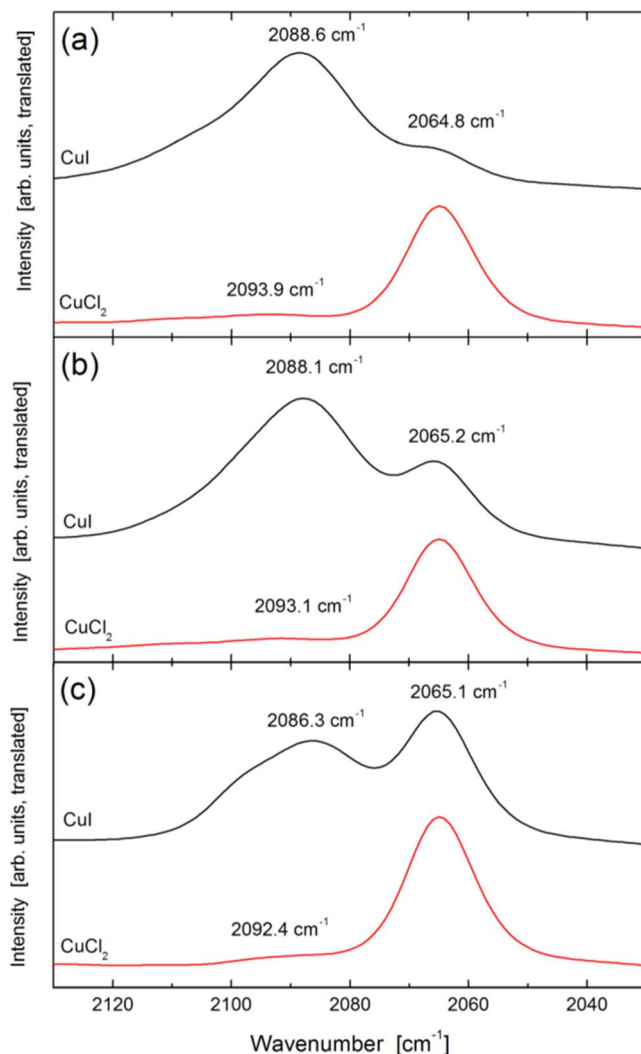 (a)
2088.6 cm⁻¹
2064.8 cm⁻¹
CuI
2093.9 cm⁻¹
CuCl₂
Intensity [arb. units, translated]
(b)
2088.1 cm⁻¹
2065.2 cm⁻¹
CuI
2093.1 cm⁻¹
CuCl₂
Intensity [arb. units, translated]
(c)
2086.3 cm⁻¹
2065.1 cm⁻¹
CuI
2092.4 cm⁻¹
CuCl₂
Intensity [arb. units, translated]
2120 2100 2080 2060 2040
Wavenumber [cm⁻¹]